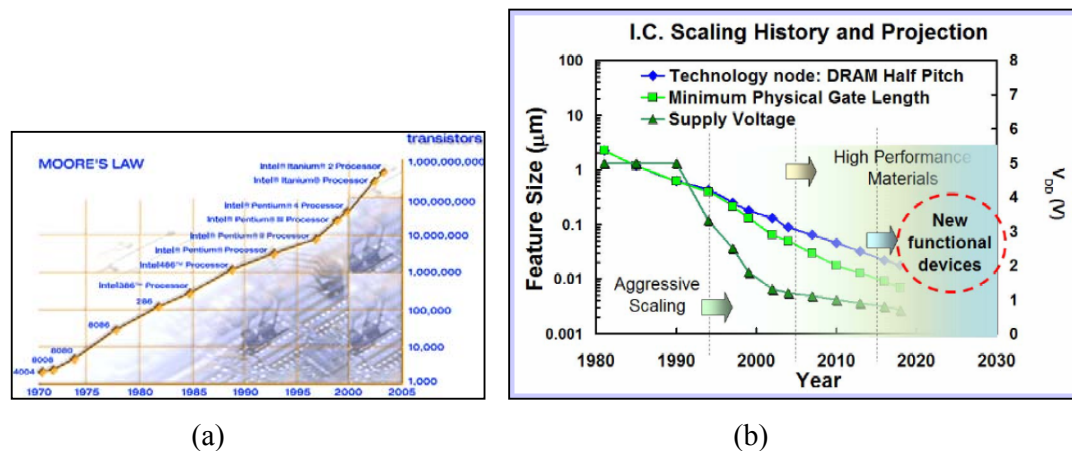 transistors
MOORE'S LAW
1,000,000,000
Intel® Itanium® 2 Processor
Intel® Itanium® Processor
100,000,000
Intel® Pentium® 4 Processor
Intel® Pentium® III Processor
10,000,000
Intel® Pentium® II Processor
Intel® Pentium® Processor
Intel486™ Processor
1,000,000
Intel386™ Processor
286
100,000
8086
10,000
8080
8008
4004
1,000
1970 1975 1980 1985 1990 1995 2000 2005
(a)
I.C. Scaling History and Projection
100
10
1
0.1
0.01
0.001
Feature Size (μm)
Technology node: DRAM Half Pitch
Minimum Physical Gate Length
Supply Voltage
High Performance
Materials
New
functional
devices
Aggressive
Scaling
8
7
6
5
4
3
2
1
0
V DD (V)
1980 1990 2000 2010 2020 2030
Year
(b)